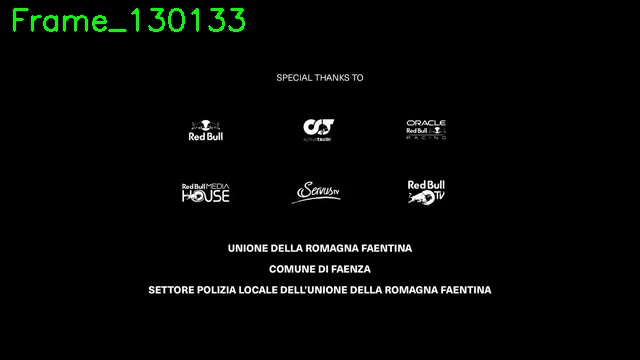 Frame_130133
SPECIAL THANKS TO
Red Bull
ALPHATAURI
ORACLE
Red Bull
RACING
Red Bull MEDIA
HOUSE
ServusTV
Red Bull
TV
UNIONE DELLA ROMAGNA FAENTINA
COMUNE DI FAENZA
SETTORE POLIZIA LOCALE DELL'UNIONE DELLA ROMAGNA FAENTINA